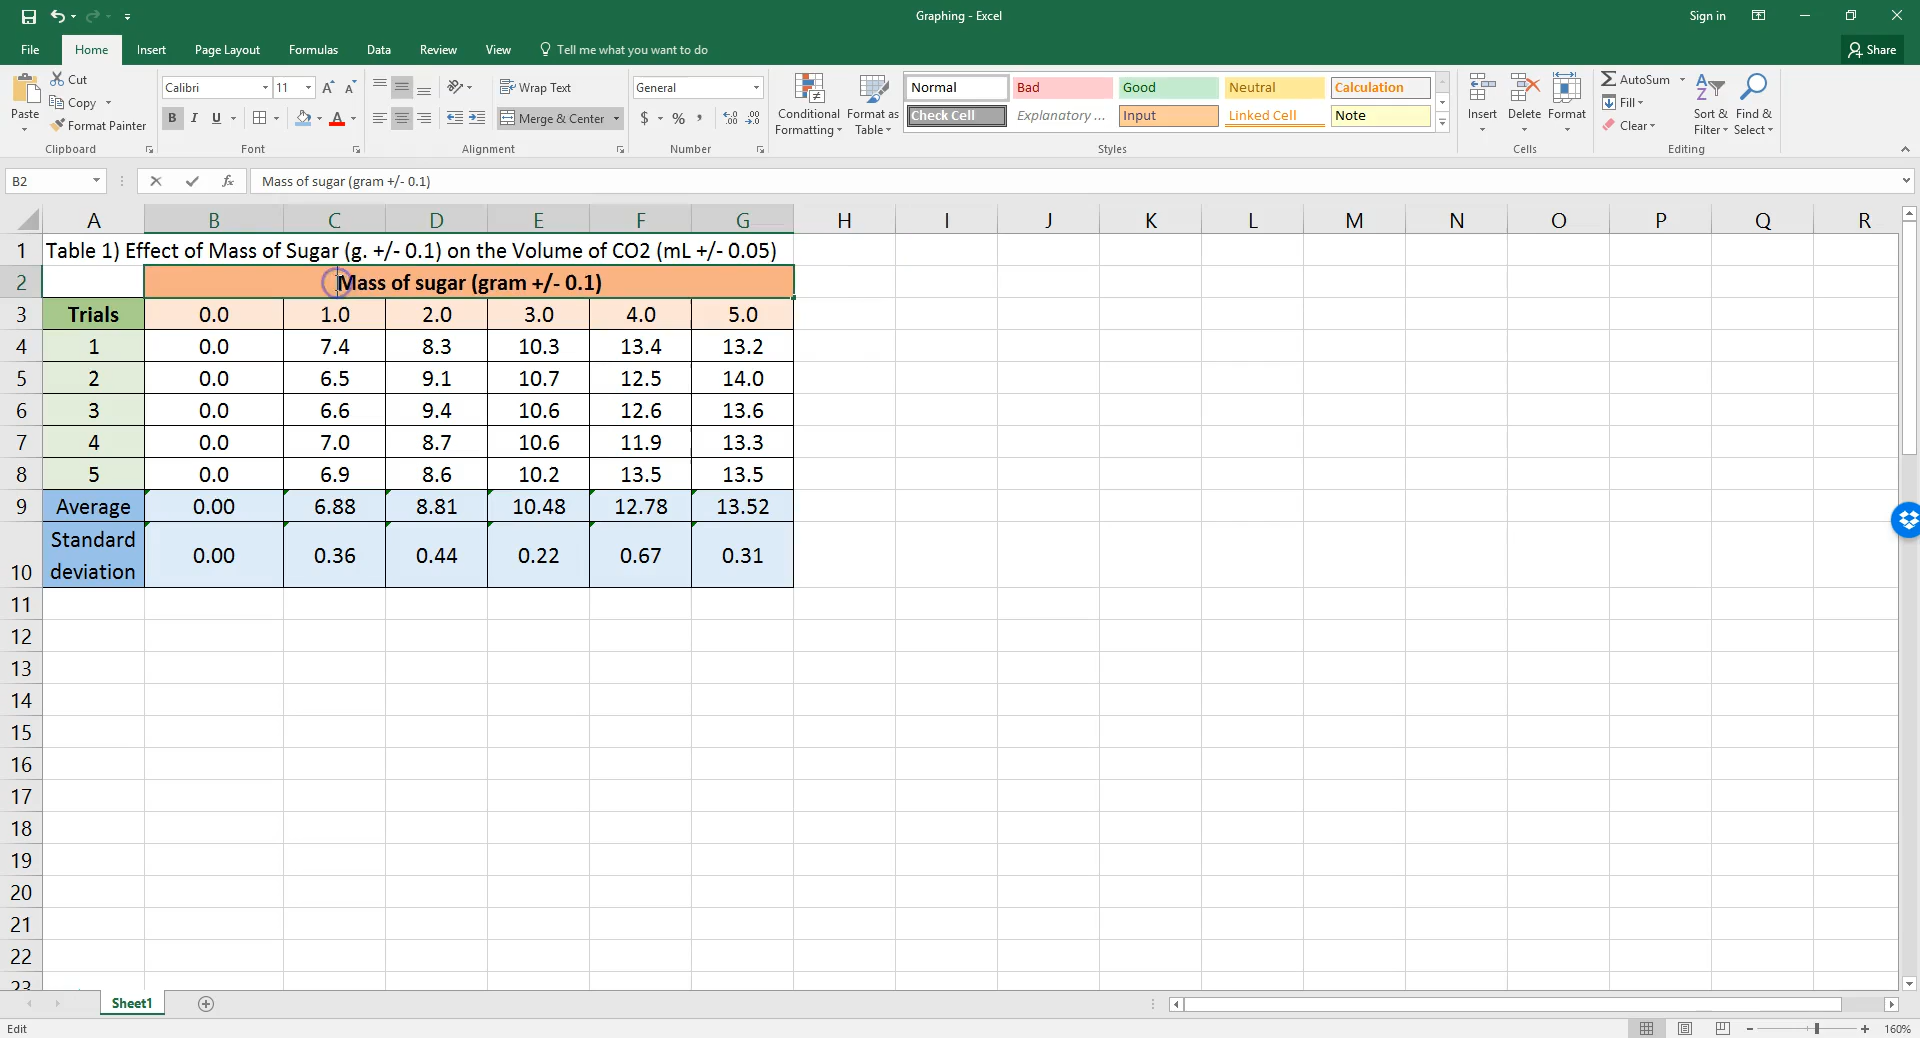 Graphing - Excel
Sign in
File Home Insert Page Layout Formulas Data Review View Tell me what you want to do
Share
Paste
Cut
Copy
Format Painter
Clipboard
Calibri 11
B I U
Font
Wrap Text
Merge & Center
Alignment
General
$ % ,
Number
Conditional Formatting
Format as Table
Normal Bad Good Neutral Calculation
Check Cell Explanatory ... Input Linked Cell Note
Styles
Insert Delete Format
Cells
AutoSum
Fill
Clear
Sort & Filter
Find & Select
Editing
B2 fx Mass of sugar (gram +/- 0.1)
A B C D E F G H I J K L M N O P Q R
1 Table 1) Effect of Mass of Sugar (g. +/- 0.1) on the Volume of CO2 (mL +/- 0.05)
2 Mass of sugar (gram +/- 0.1)
3 Trials 0.0 1.0 2.0 3.0 4.0 5.0
4 1 0.0 7.4 8.3 10.3 13.4 13.2
5 2 0.0 6.5 9.1 10.7 12.5 14.0
6 3 0.0 6.6 9.4 10.6 12.6 13.6
7 4 0.0 7.0 8.7 10.6 11.9 13.3
8 5 0.0 6.9 8.6 10.2 13.5 13.5
9 Average 0.00 6.88 8.81 10.48 12.78 13.52
10 Standard deviation 0.00 0.36 0.44 0.22 0.67 0.31
11
12
13
14
15
16
17
18
19
20
21
22
23
Sheet1
Edit
160%